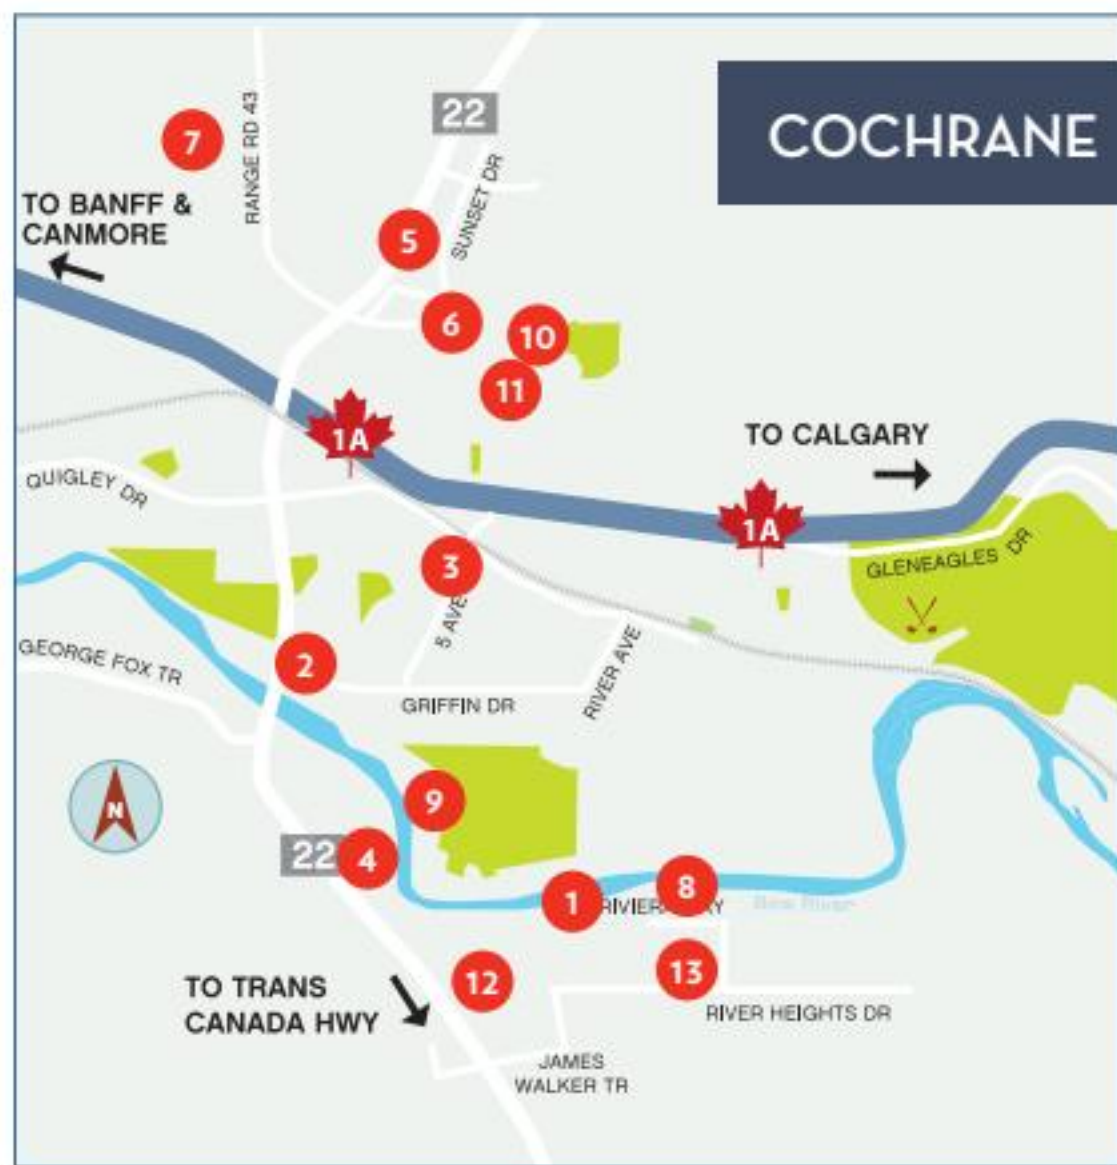 COCHRANE
22
7
RANGE RD 43
TO BANFF &
CANMORE
5
SUNSET DR
6
10
11
1A
TO CALGARY
1A
QUIGLEY DR
3
GLENEAGLES DR
5 AVE
GEORGE FOX TR
2
RIVER AVE
GRIFFIN DR
N
9
22
4
1
8
Bow River
12
13
TO TRANS
CANADA HWY
RIVER HEIGHTS DR
JAMES
WALKER TR